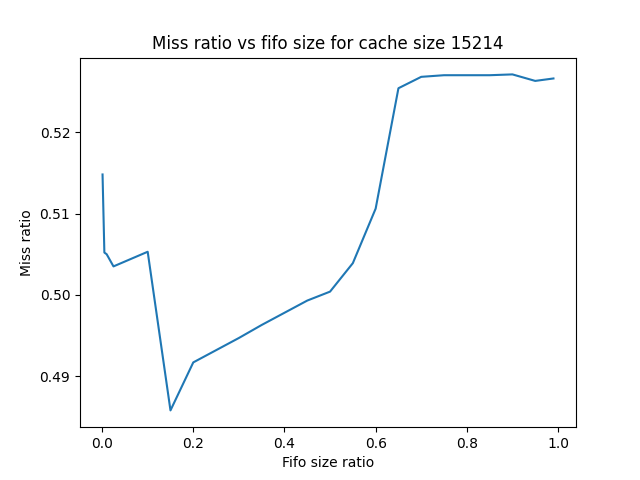 Miss ratio vs fifo size for cache size 15214
0.52
0.51
0.50
0.49
Miss ratio
0.0 0.2 0.4 0.6 0.8 1.0
Fifo size ratio